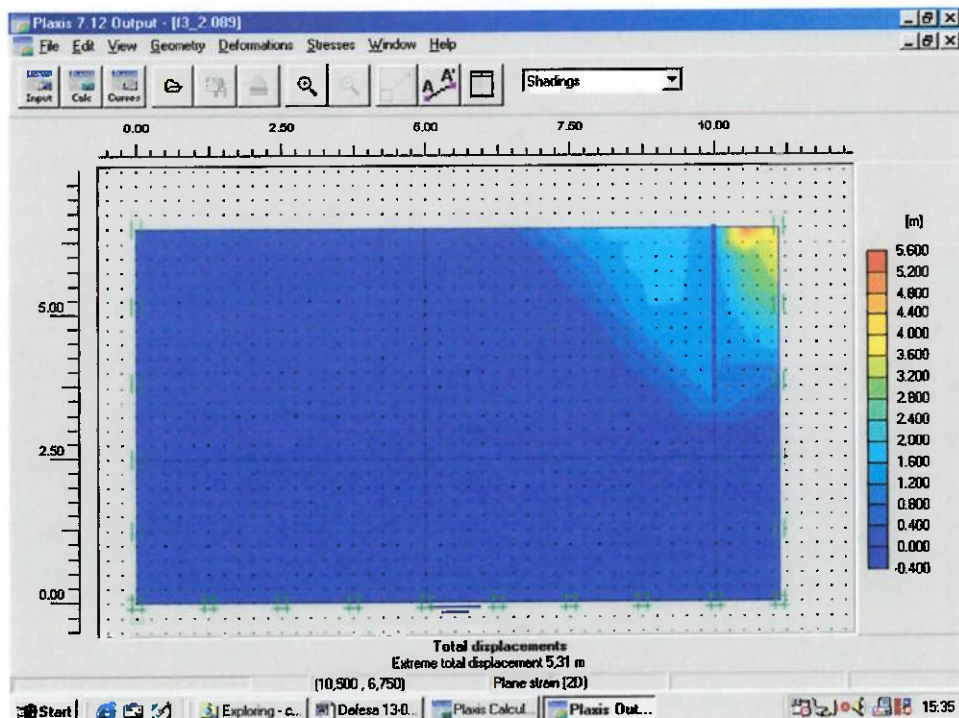 Plaxis 7.12 Output - [f3_2.089]
File Edit View Geometry Deformations Stresses Window Help
Input Calc Curves A A' Shadings
0.00 2.50 5.00 7.50 10.00
[m]
5.600
5.200
4.800
4.400
4.000
3.600
3.200
2.800
2.400
2.000
1.600
1.200
0.800
0.400
0.000
-0.400
5.00
2.50
0.00
Total displacements
Extreme total displacement 5,31 m
(10,500 , 6,750) Plane strain (2D)
Start Exploring - c... Defesa 13-0... Plaxis Calcul... Plaxis Out... 15:35